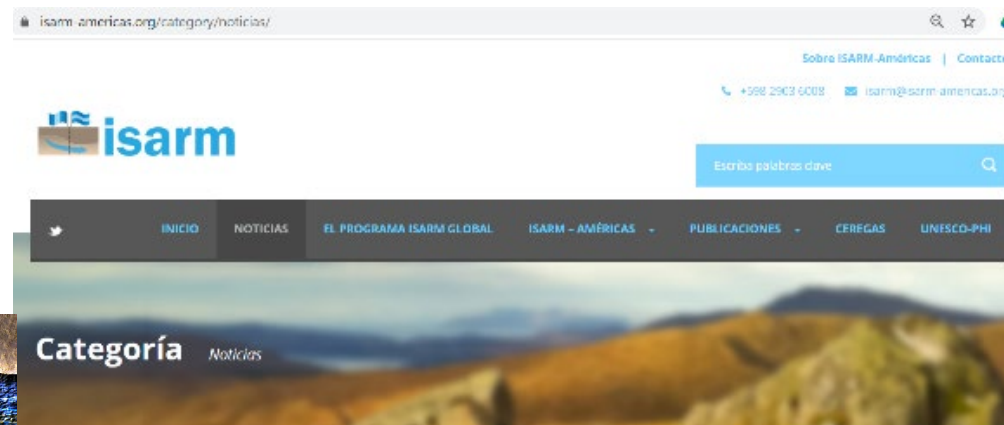 isarm-americas.org/category/noticias/
Sobre ISARM-Américas | Contacto
+598 2903 6008 isarm@isarm-americas.org
isarm
Escriba palabras clave
INICIO NOTICIAS EL PROGRAMA ISARM GLOBAL ISARM – AMÉRICAS PUBLICACIONES CEREGAS UNESCO-PHI
Categoría Noticias